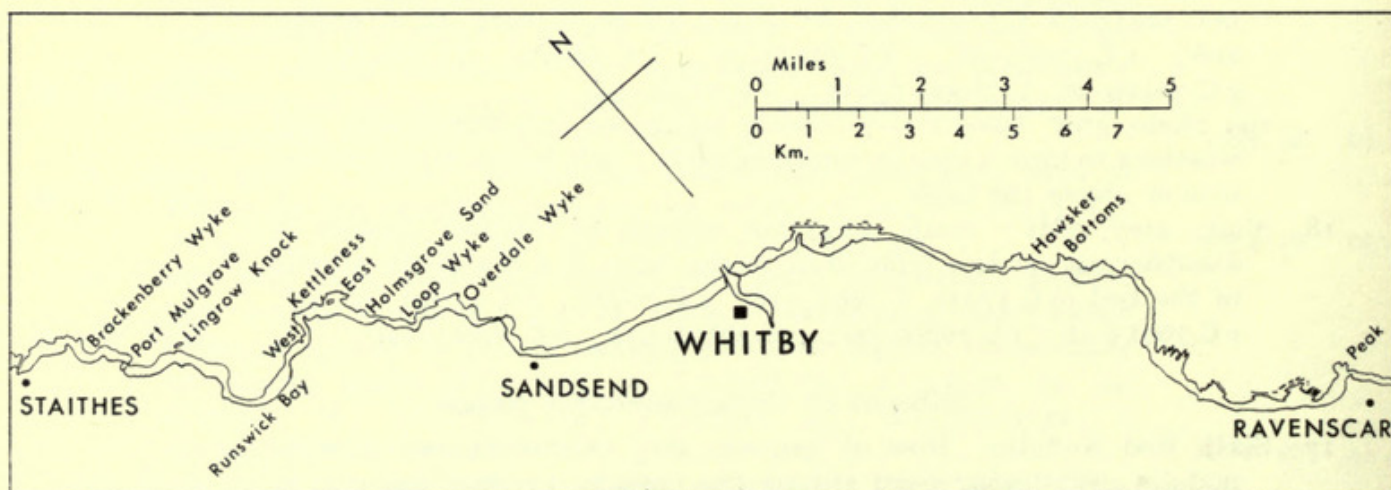 N
Miles
0 1 2 3 4 5
0 1 2 3 4 5 6 7
Km.
Brackenberry Wyke
Port Mulgrave
Lingrow Knock
Runswick Bay
West Kettleness
East
Holmsgrove Sand
Loop Wyke
Overdale Wyke
Hawsker
Bottoms
Peak
STAITHES
SANDSEND
WHITBY
RAVENSCAR